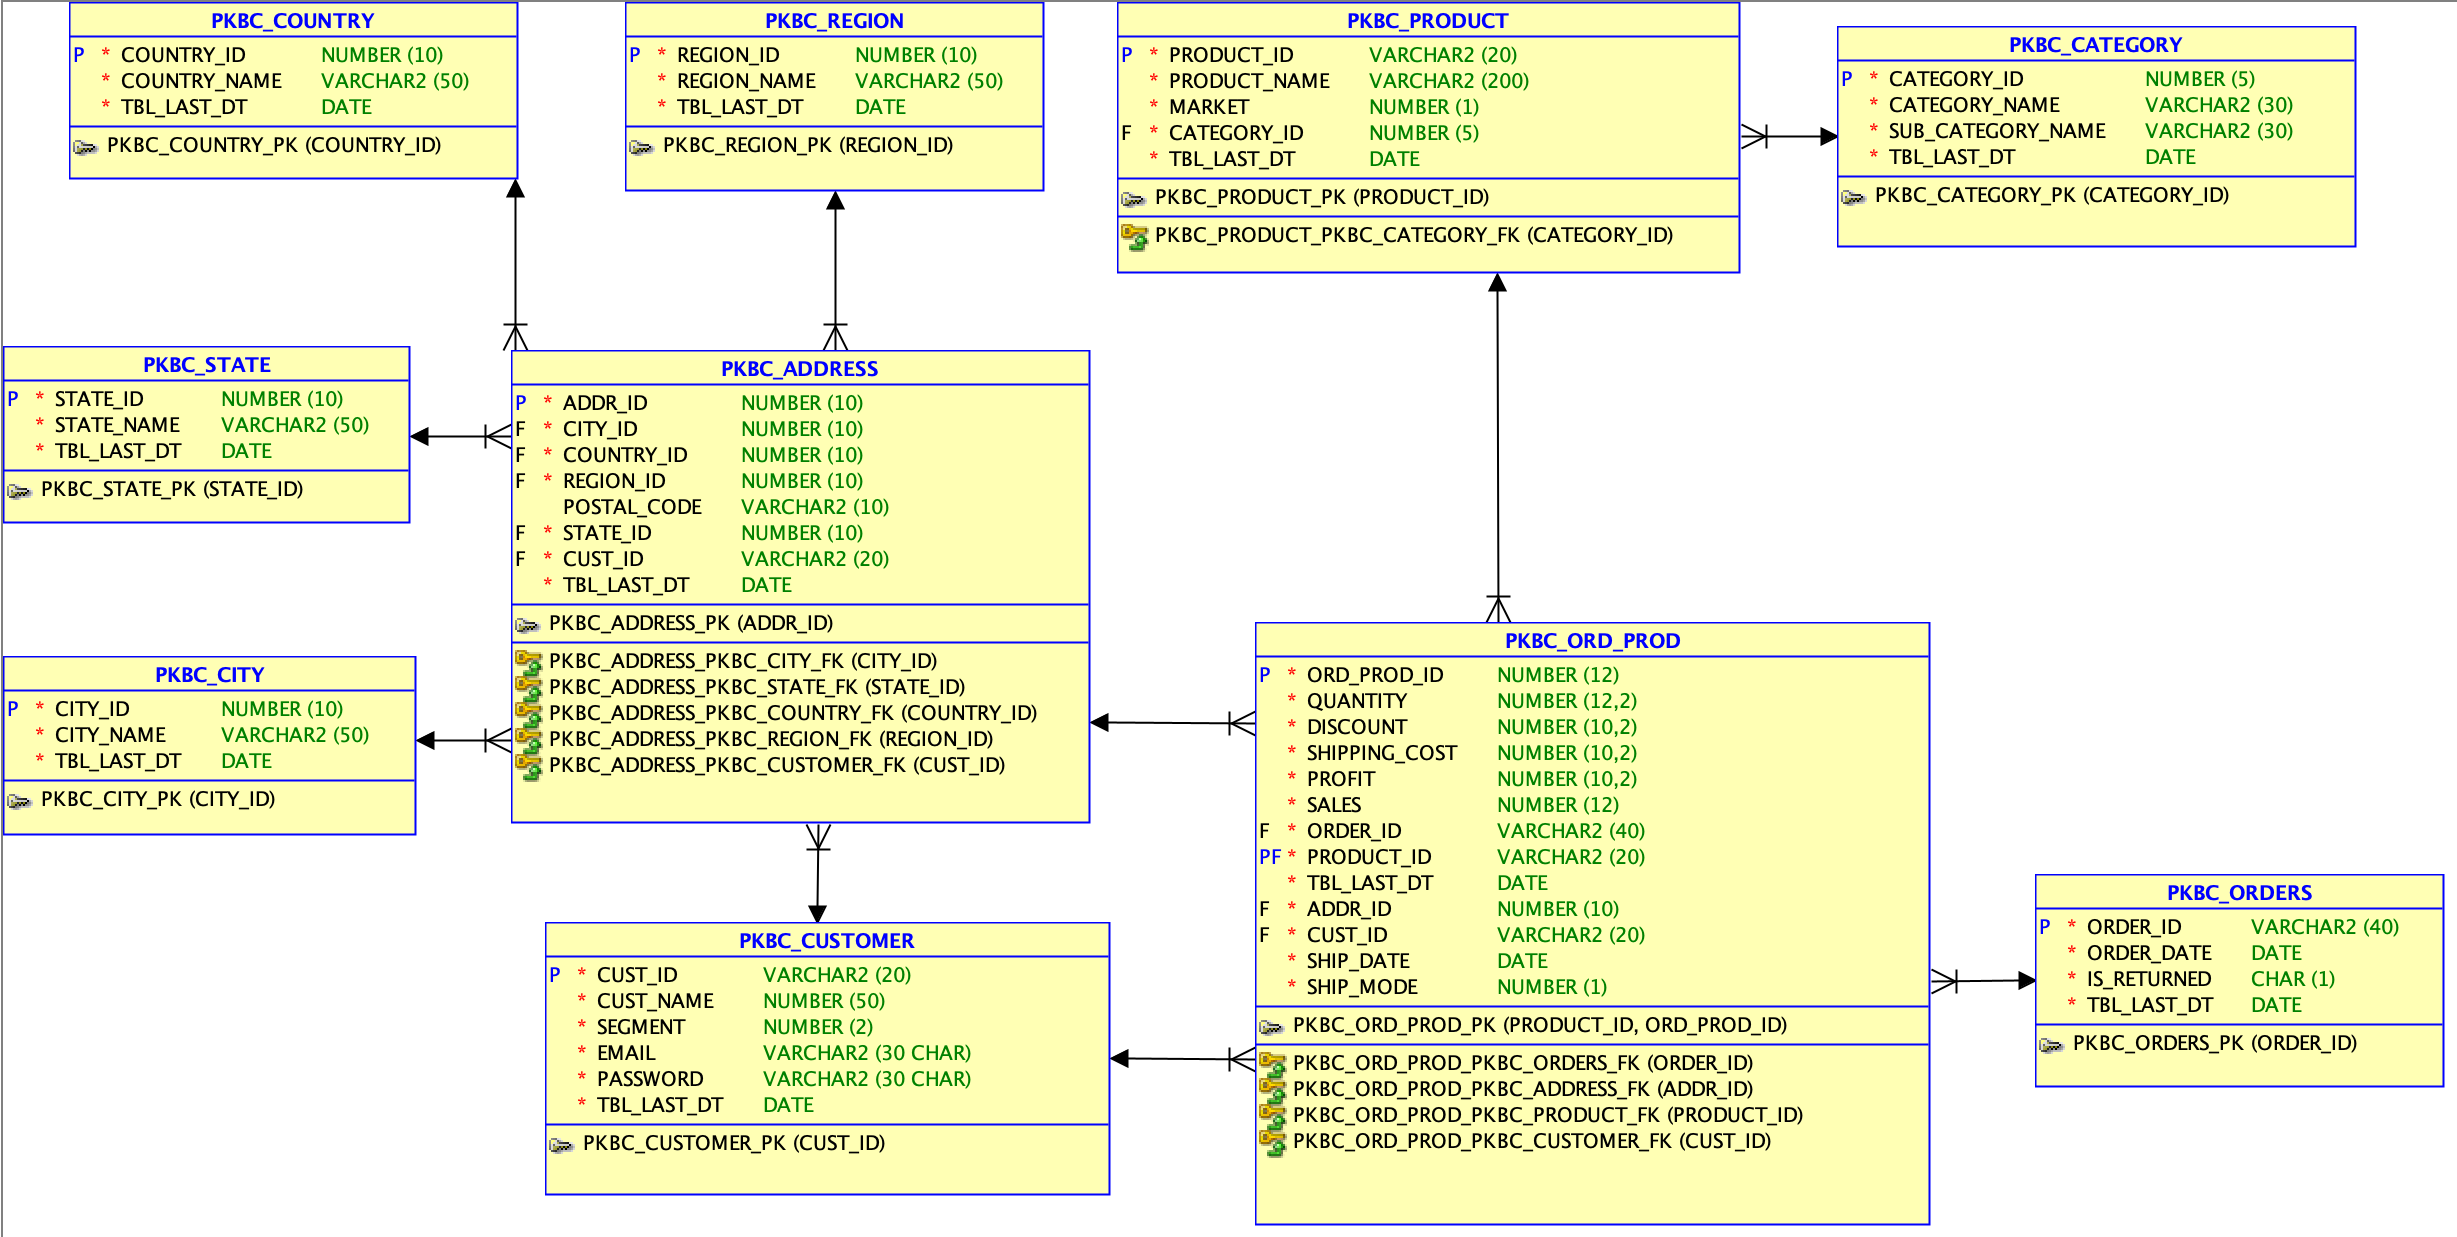 PKBC_COUNTRY
P * COUNTRY_ID NUMBER (10)
* COUNTRY_NAME VARCHAR2 (50)
* TBL_LAST_DT DATE
PKBC_COUNTRY_PK (COUNTRY_ID)
PKBC_REGION
P * REGION_ID NUMBER (10)
* REGION_NAME VARCHAR2 (50)
* TBL_LAST_DT DATE
PKBC_REGION_PK (REGION_ID)
PKBC_PRODUCT
P * PRODUCT_ID VARCHAR2 (20)
* PRODUCT_NAME VARCHAR2 (200)
* MARKET NUMBER (1)
F * CATEGORY_ID NUMBER (5)
* TBL_LAST_DT DATE
PKBC_PRODUCT_PK (PRODUCT_ID)
PKBC_PRODUCT_PKBC_CATEGORY_FK (CATEGORY_ID)
PKBC_CATEGORY
P * CATEGORY_ID NUMBER (5)
* CATEGORY_NAME VARCHAR2 (30)
* SUB_CATEGORY_NAME VARCHAR2 (30)
* TBL_LAST_DT DATE
PKBC_CATEGORY_PK (CATEGORY_ID)
PKBC_STATE
P * STATE_ID NUMBER (10)
* STATE_NAME VARCHAR2 (50)
* TBL_LAST_DT DATE
PKBC_STATE_PK (STATE_ID)
PKBC_ADDRESS
P * ADDR_ID NUMBER (10)
F * CITY_ID NUMBER (10)
F * COUNTRY_ID NUMBER (10)
F * REGION_ID NUMBER (10)
POSTAL_CODE VARCHAR2 (10)
F * STATE_ID NUMBER (10)
F * CUST_ID VARCHAR2 (20)
* TBL_LAST_DT DATE
PKBC_ADDRESS_PK (ADDR_ID)
PKBC_ADDRESS_PKBC_CITY_FK (CITY_ID)
PKBC_ADDRESS_PKBC_STATE_FK (STATE_ID)
PKBC_ADDRESS_PKBC_COUNTRY_FK (COUNTRY_ID)
PKBC_ADDRESS_PKBC_REGION_FK (REGION_ID)
PKBC_ADDRESS_PKBC_CUSTOMER_FK (CUST_ID)
PKBC_CITY
P * CITY_ID NUMBER (10)
* CITY_NAME VARCHAR2 (50)
* TBL_LAST_DT DATE
PKBC_CITY_PK (CITY_ID)
PKBC_ORD_PROD
P * ORD_PROD_ID NUMBER (12)
* QUANTITY NUMBER (12,2)
* DISCOUNT NUMBER (10,2)
* SHIPPING_COST NUMBER (10,2)
* PROFIT NUMBER (10,2)
* SALES NUMBER (12)
F * ORDER_ID VARCHAR2 (40)
PF * PRODUCT_ID VARCHAR2 (20)
* TBL_LAST_DT DATE
F * ADDR_ID NUMBER (10)
F * CUST_ID VARCHAR2 (20)
* SHIP_DATE DATE
* SHIP_MODE NUMBER (1)
PKBC_ORD_PROD_PK (PRODUCT_ID, ORD_PROD_ID)
PKBC_ORD_PROD_PKBC_ORDERS_FK (ORDER_ID)
PKBC_ORD_PROD_PKBC_ADDRESS_FK (ADDR_ID)
PKBC_ORD_PROD_PKBC_PRODUCT_FK (PRODUCT_ID)
PKBC_ORD_PROD_PKBC_CUSTOMER_FK (CUST_ID)
PKBC_ORDERS
P * ORDER_ID VARCHAR2 (40)
* ORDER_DATE DATE
* IS_RETURNED CHAR (1)
* TBL_LAST_DT DATE
PKBC_ORDERS_PK (ORDER_ID)
PKBC_CUSTOMER
P * CUST_ID VARCHAR2 (20)
* CUST_NAME NUMBER (50)
* SEGMENT NUMBER (2)
* EMAIL VARCHAR2 (30 CHAR)
* PASSWORD VARCHAR2 (30 CHAR)
* TBL_LAST_DT DATE
PKBC_CUSTOMER_PK (CUST_ID)